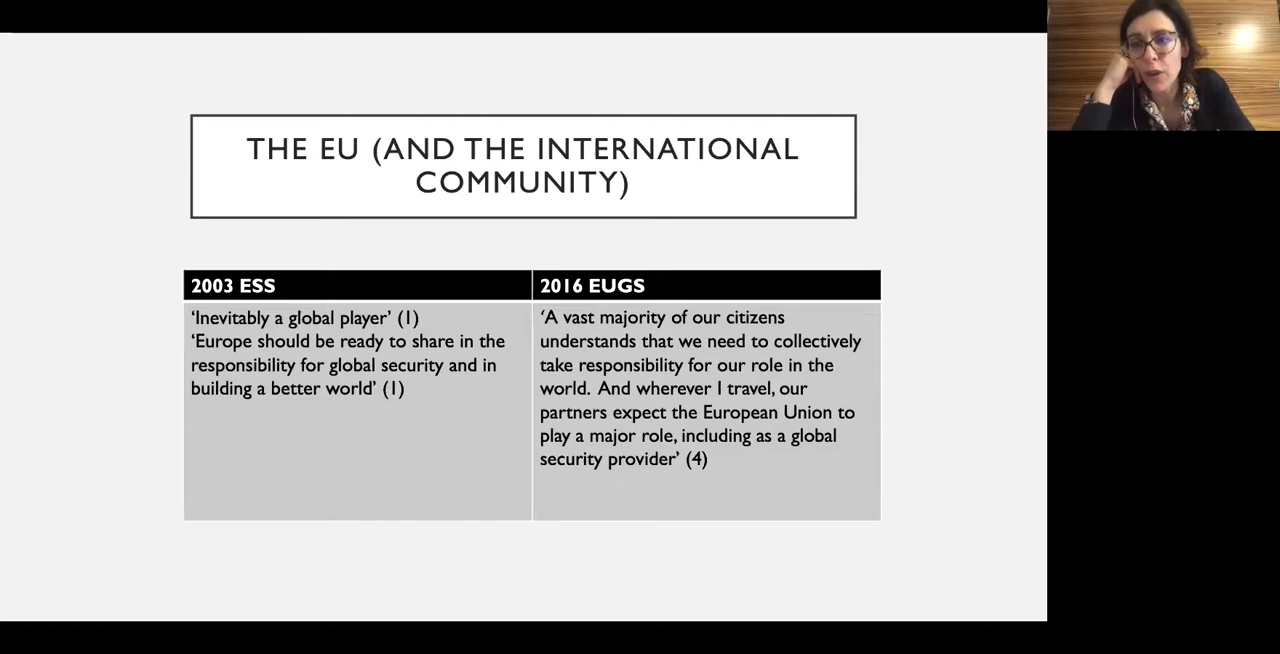 THE EU (AND THE INTERNATIONAL
COMMUNITY)
2003 ESS
‘Inevitably a global player’ (1)
‘Europe should be ready to share in the
responsibility for global security and in
building a better world’ (1)
2016 EUGS
‘A vast majority of our citizens
understands that we need to collectively
take responsibility for our role in the
world. And wherever I travel, our
partners expect the European Union to
play a major role, including as a global
security provider’ (4)